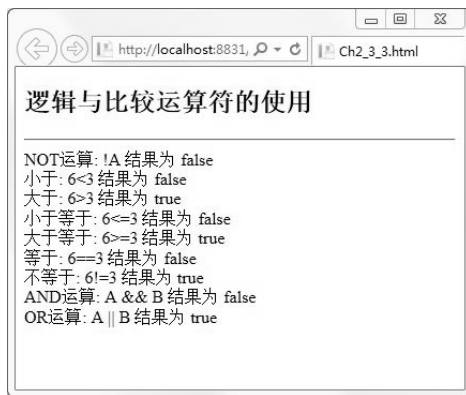 http://localhost:8831,
Ch2_3_3.html
逻辑与比较运算符的使用
NOT运算: !A 结果为 false
小于: 6<3 结果为 false
大于: 6>3 结果为 true
小于等于: 6<=3 结果为 false
大于等于: 6>=3 结果为 true
等于: 6==3 结果为 false
不等于: 6!=3 结果为 true
AND运算: A && B 结果为 false
OR运算: A || B 结果为 true